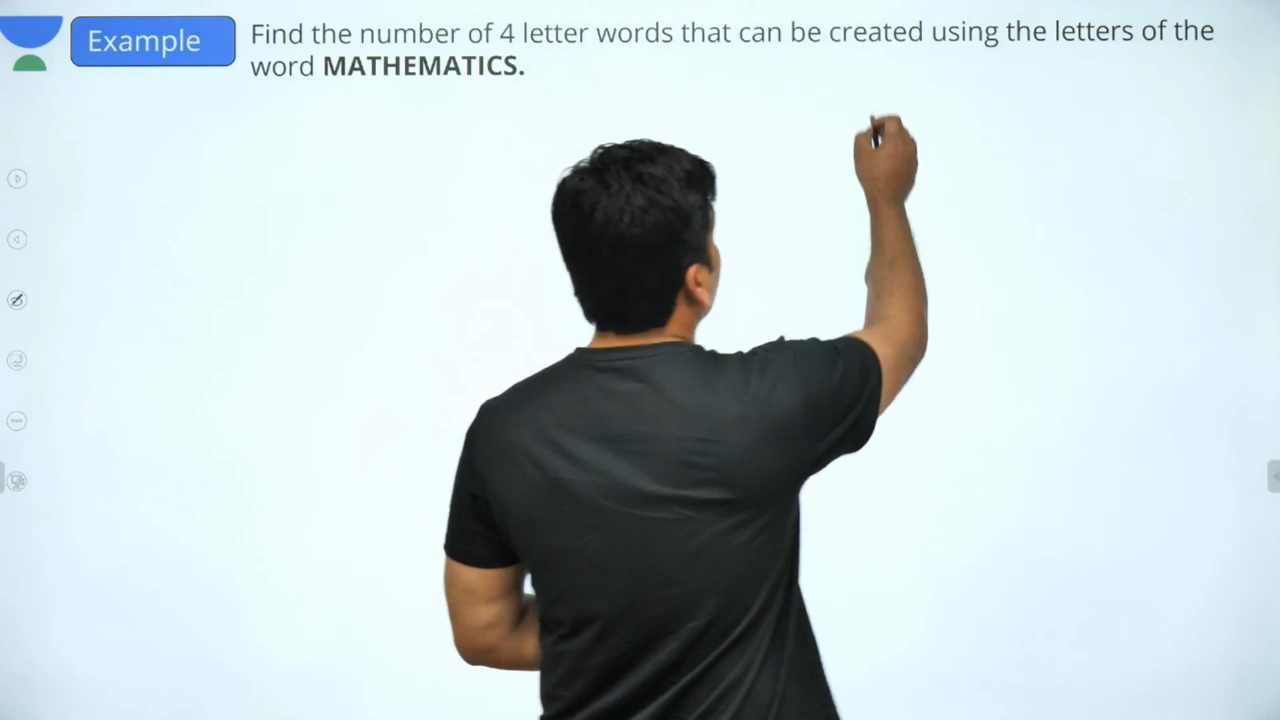 Example
Find the number of 4 letter words that can be created using the letters of the
word MATHEMATICS.